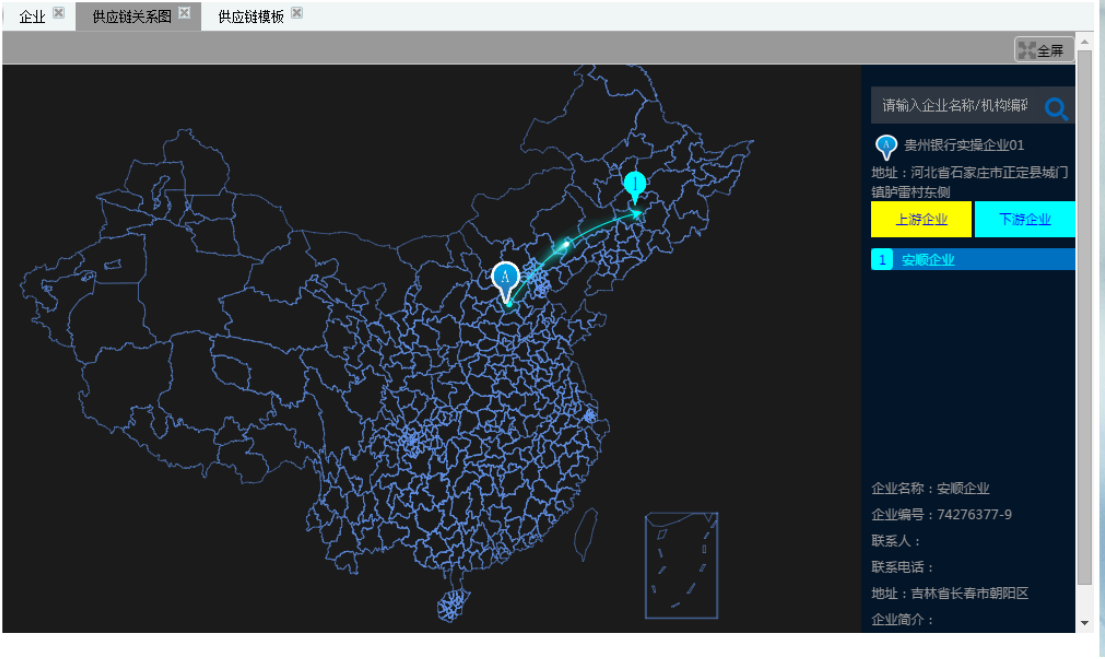 企业 供应链关系图 供应链模板
全屏
请输入企业名称/机构编码
A 贵州银行实操企业01
地址：河北省石家庄市正定县城门
镇胪雷村东侧
上游企业 下游企业
1 安顺企业
1
A
企业名称：安顺企业
企业编号：74276377-9
联系人：
联系电话：
地址：吉林省长春市朝阳区
企业简介：